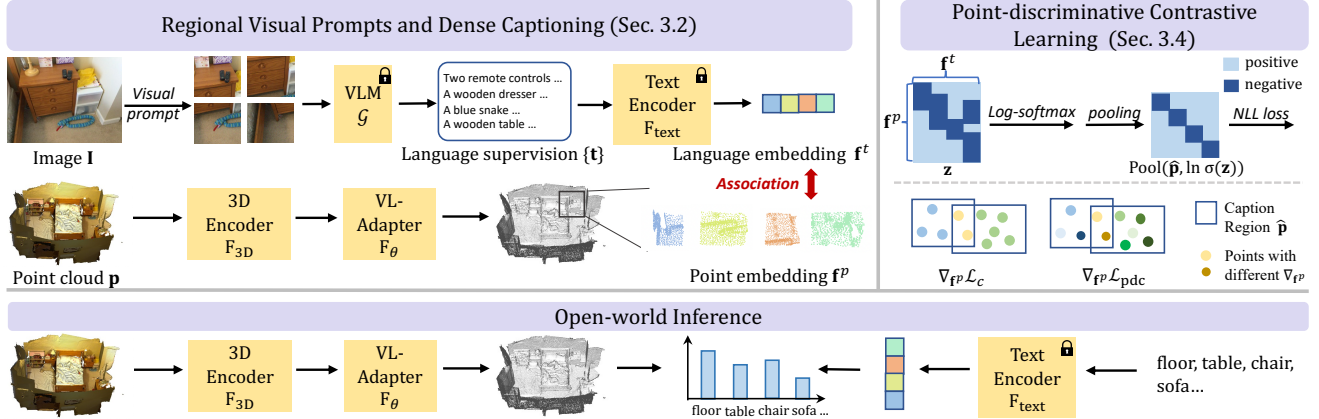 Regional Visual Prompts and Dense Captioning (Sec. 3.2)
Visual
prompt
VLM
𝒢
Two remote controls ...
A wooden dresser ...
A blue snake ...
A wooden table ...
Text
Encoder
F_text
Image I
Language supervision {t}
Language embedding f^t
Association
3D
Encoder
F_3D
VL-
Adapter
F_θ
Point cloud p
Point embedding f^p
Point-discriminative Contrastive
Learning (Sec. 3.4)
f^t
positive
negative
f^p
Log-softmax
pooling
NLL loss
z
Pool(p̂, ln σ(z))
Caption
Region p̂
Points with
different ∇_{f^p}
∇_{f^p} ℒ_c
∇_{f^p} ℒ_pdc
Open-world Inference
3D
Encoder
F_3D
VL-
Adapter
F_θ
floor table chair sofa ...
Text
Encoder
F_text
floor, table, chair,
sofa...